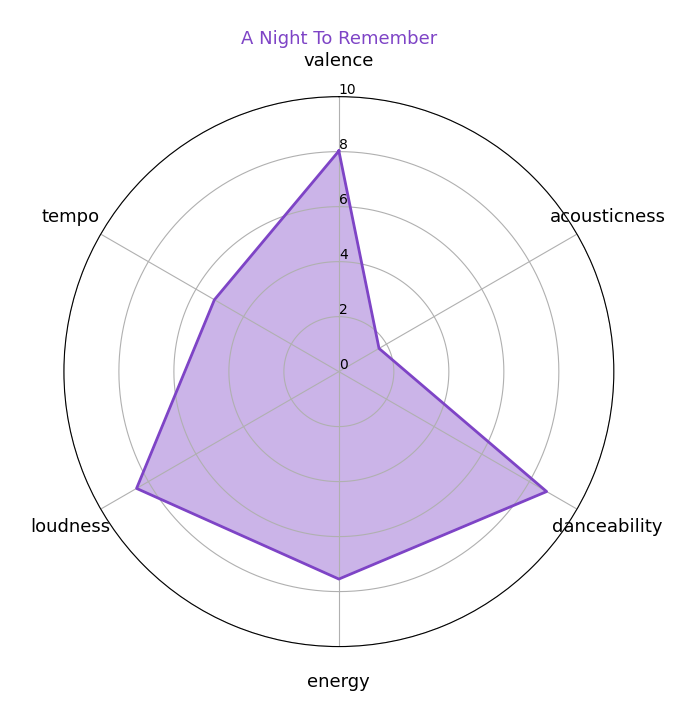 A Night To Remember
valence
10
8
6
4
2
0
tempo
acousticness
loudness
danceability
energy